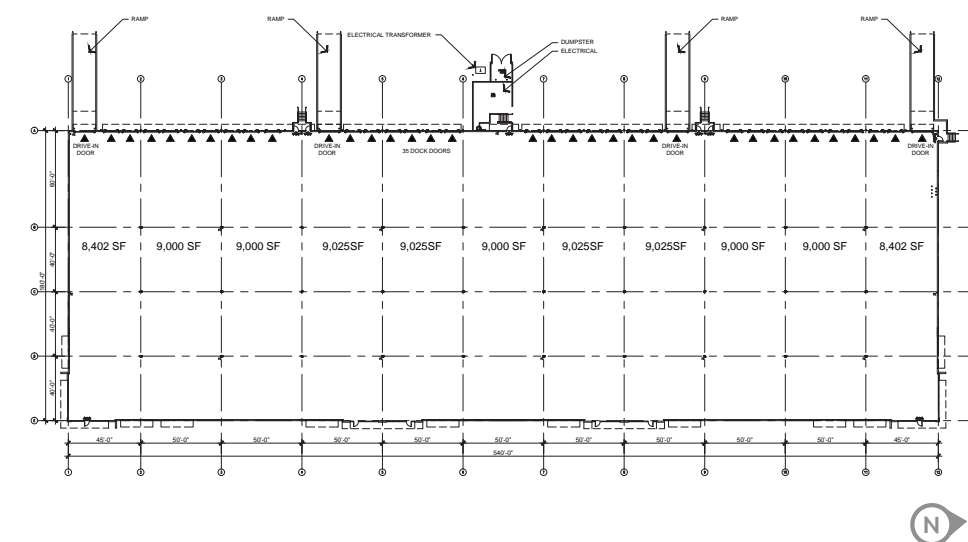 RAMP
RAMP
RAMP
RAMP
ELECTRICAL TRANSFORMER
DUMPSTER
ELECTRICAL
DRIVE-IN
DOOR
DRIVE-IN
DOOR
35 DOCK DOORS
DRIVE-IN
DOOR
DRIVE-IN
DOOR
60'-0"
8,402 SF
9,000 SF
9,000 SF
9,025SF
9,025SF
9,000 SF
9,025SF
9,025SF
9,000 SF
9,000 SF
8,402 SF
40'-0"
180'-0"
40'-0"
40'-0"
45'-0"
50'-0"
50'-0"
50'-0"
50'-0"
50'-0"
50'-0"
50'-0"
50'-0"
50'-0"
45'-0"
540'-0"
N